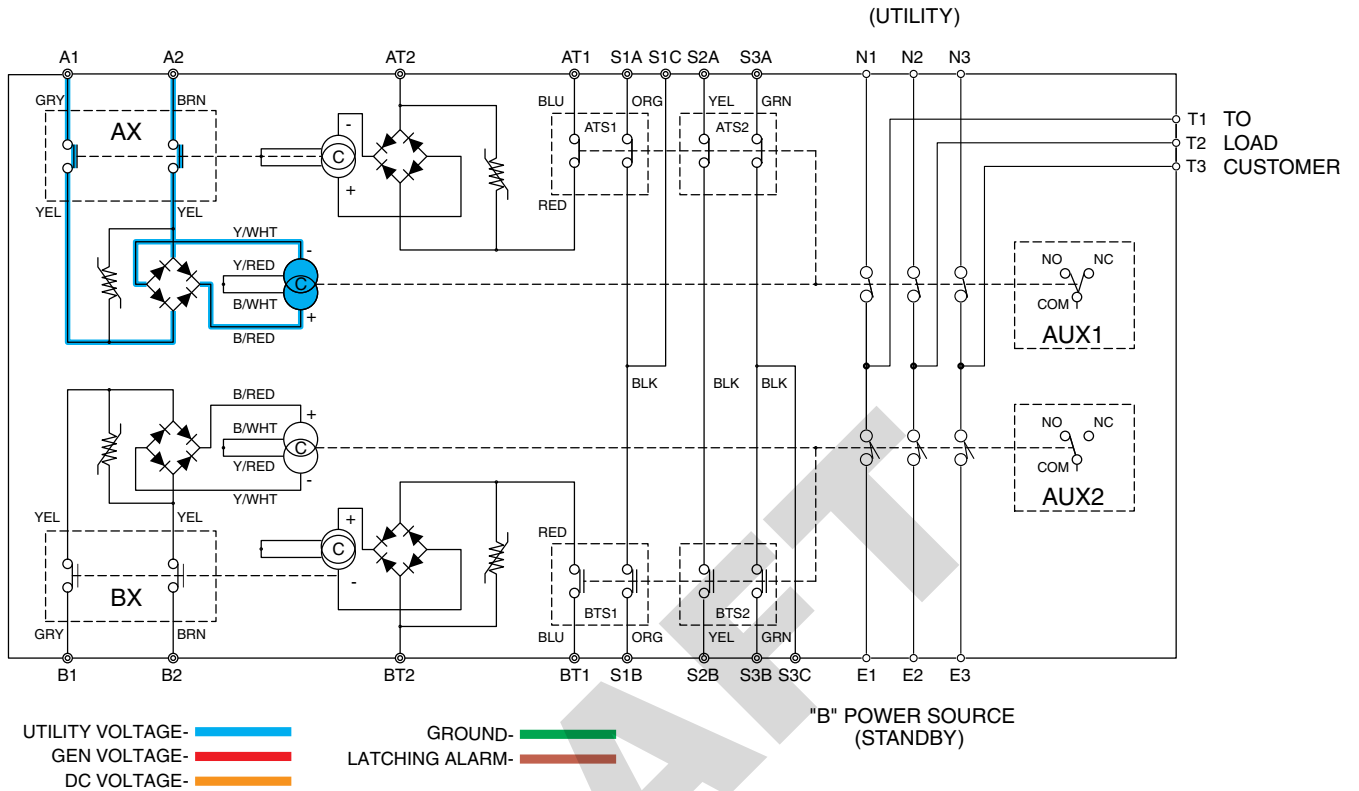 (UTILITY)
A1 A2 AT2 AT1 S1A S1C S2A S3A N1 N2 N3
GRY BRN BLU ORG YEL GRN
T1 TO
T2 LOAD
T3 CUSTOMER
AX - C + ATS1 ATS2
YEL YEL RED
Y/WHT
-
Y/RED
C
B/WHT
+
B/RED
NO NC
COM
AUX1
BLK BLK BLK
B/RED
+
B/WHT
C
Y/RED
-
Y/WHT
NO NC
COM
AUX2
YEL YEL + RED
C
-
BX BTS1 BTS2
GRY BRN BLU ORG YEL GRN
B1 B2 BT2 BT1 S1B S2B S3B S3C E1 E2 E3
"B" POWER SOURCE
(STANDBY)
UTILITY VOLTAGE-
GEN VOLTAGE-
DC VOLTAGE-
GROUND-
LATCHING ALARM-
AFT